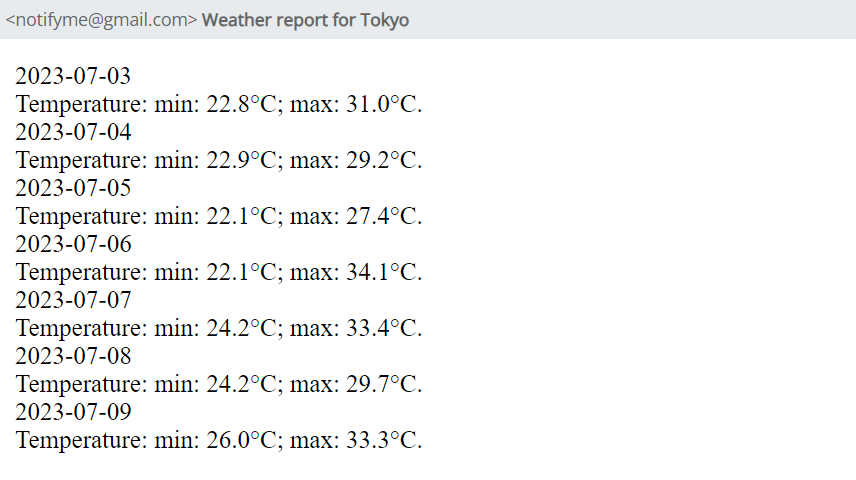 <notifyme@gmail.com> Weather report for Tokyo
2023-07-03
Temperature: min: 22.8°C; max: 31.0°C.
2023-07-04
Temperature: min: 22.9°C; max: 29.2°C.
2023-07-05
Temperature: min: 22.1°C; max: 27.4°C.
2023-07-06
Temperature: min: 22.1°C; max: 34.1°C.
2023-07-07
Temperature: min: 24.2°C; max: 33.4°C.
2023-07-08
Temperature: min: 24.2°C; max: 29.7°C.
2023-07-09
Temperature: min: 26.0°C; max: 33.3°C.